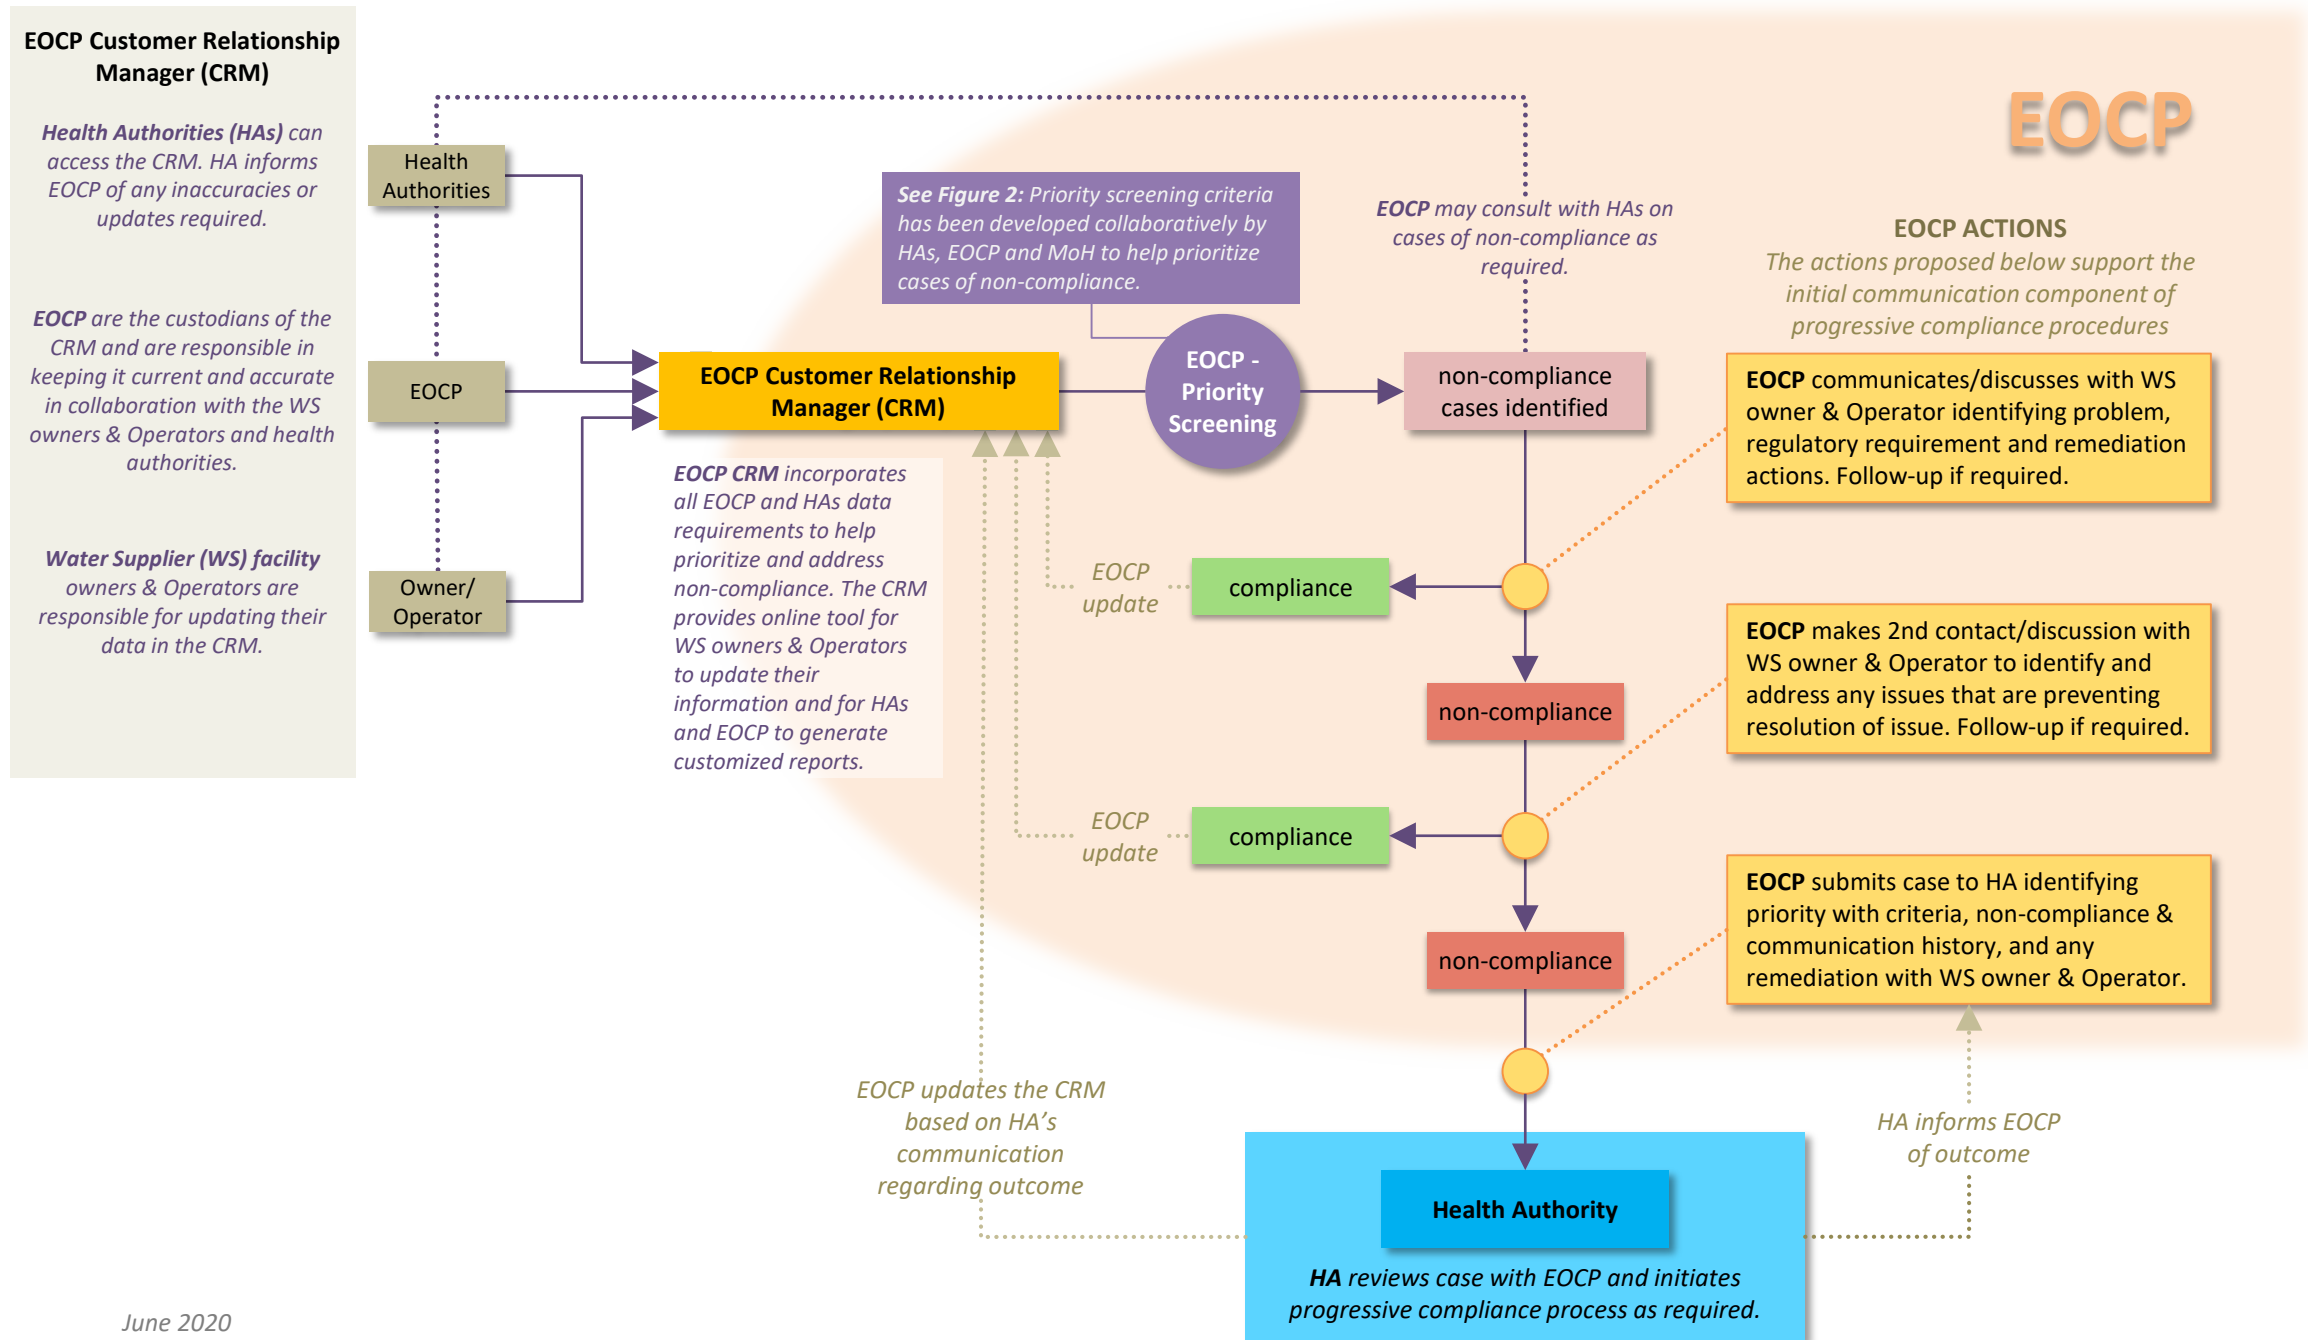 EOCP Customer Relationship
Manager (CRM)
Health Authorities (HAs) can
access the CRM. HA informs
EOCP of any inaccuracies or
updates required.
EOCP are the custodians of the
CRM and are responsible in
keeping it current and accurate
in collaboration with the WS
owners & Operators and health
authorities.
Water Supplier (WS) facility
owners & Operators are
responsible for updating their
data in the CRM.
Health
Authorities
EOCP
Owner/
Operator
EOCP Customer Relationship
Manager (CRM)
EOCP CRM incorporates
all EOCP and HAs data
requirements to help
prioritize and address
non-compliance. The CRM
provides online tool for
WS owners & Operators
to update their
information and for HAs
and EOCP to generate
customized reports.
See Figure 2: Priority screening criteria
has been developed collaboratively by
HAs, EOCP and MoH to help prioritize
cases of non-compliance.
EOCP -
Priority
Screening
EOCP may consult with HAs on
cases of non-compliance as
required.
non-compliance
cases identified
EOCP
EOCP ACTIONS
The actions proposed below support the
initial communication component of
progressive compliance procedures
EOCP communicates/discusses with WS
owner & Operator identifying problem,
regulatory requirement and remediation
actions. Follow-up if required.
EOCP
update
compliance
non-compliance
EOCP makes 2nd contact/discussion with
WS owner & Operator to identify and
address any issues that are preventing
resolution of issue. Follow-up if required.
EOCP
update
compliance
non-compliance
EOCP submits case to HA identifying
priority with criteria, non-compliance &
communication history, and any
remediation with WS owner & Operator.
EOCP updates the CRM
based on HA’s
communication
regarding outcome
HA informs EOCP
of outcome
Health Authority
HA reviews case with EOCP and initiates
progressive compliance process as required.
June 2020